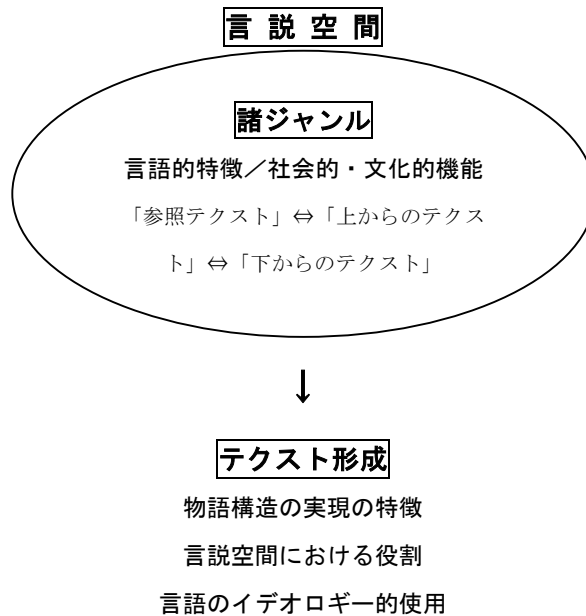 言説空間
諸ジャンル
言語的特徴／社会的・文化的機能
「参照テクスト」⇔「上からのテクス
ト」⇔「下からのテクスト」
↓
テクスト形成
物語構造の実現の特徴
言説空間における役割
言語のイデオロギー的使用